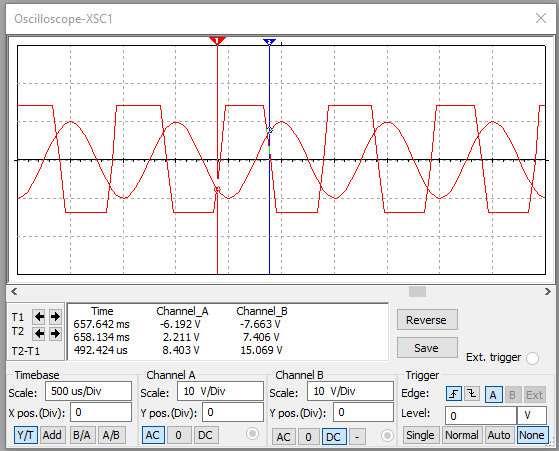 Oscilloscope-XSC1
1
2
T1
T2
T2-T1
Time Channel_A Channel_B
657.642 ms -6.192 V -7.663 V
658.134 ms 2.211 V 7.406 V
492.424 us 8.403 V 15.069 V
Reverse
Save
Ext. trigger
Timebase
Scale: 500 us/Div
X pos.(Div): 0
Y/T Add B/A A/B
Channel A
Scale: 10 V/Div
Y pos.(Div): 0
AC 0 DC
Channel B
Scale: 10 V/Div
Y pos.(Div): 0
AC 0 DC -
Trigger
Edge: A B Ext
Level: 0 V
Single Normal Auto None